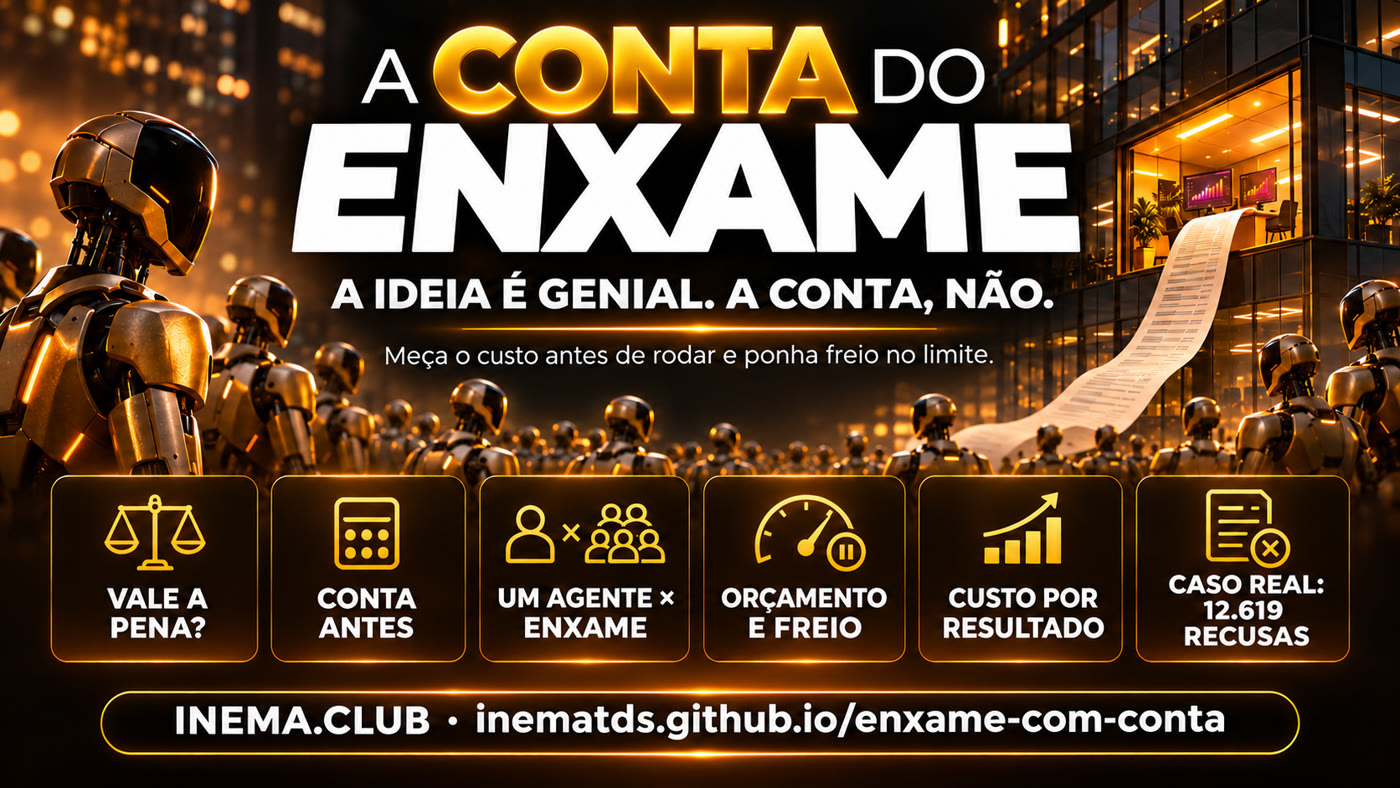 A CONTA DO
ENXAME
A IDEIA É GENIAL. A CONTA, NÃO.
Meça o custo antes de rodar e ponha freio no limite.
VALE A
PENA?
CONTA
ANTES
UM AGENTE ×
ENXAME
ORÇAMENTO
E FREIO
CUSTO POR
RESULTADO
CASO REAL:
12.619
RECUSAS
INEMA.CLUB · inematds.github.io/enxame-com-conta